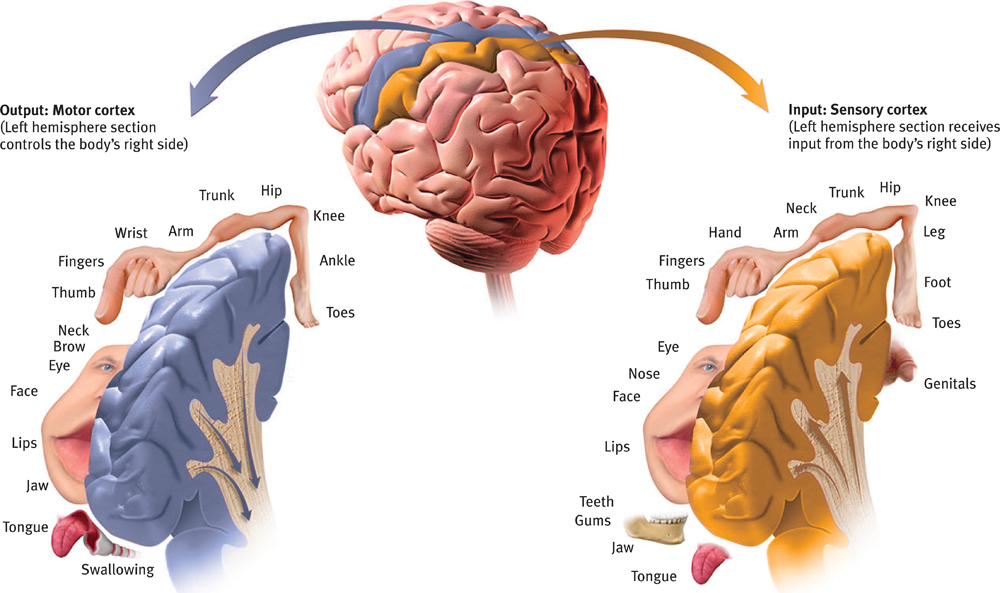 Output: Motor cortex
(Left hemisphere section
controls the body’s right side)
Hip
Trunk
Knee
Arm
Wrist
Ankle
Fingers
Thumb
Toes
Neck
Brow
Eye
Face
Lips
Jaw
Tongue
Swallowing
Input: Sensory cortex
(Left hemisphere section receives
input from the body’s right side)
Hip
Trunk
Knee
Neck
Arm
Hand
Leg
Fingers
Thumb
Foot
Toes
Eye
Nose
Genitals
Face
Lips
Teeth
Gums
Jaw
Tongue